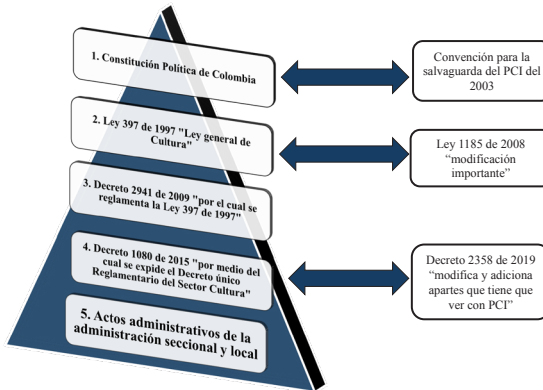 1. Constitución Política de Colombia
Convención para la
salvaguarda del PCI del
2003
2. Ley 397 de 1997 "Ley general de
Cultura"
Ley 1185 de 2008
“modificación
importante”
3. Decreto 2941 de 2009 "por el cual se
reglamenta la Ley 397 de 1997"
4. Decreto 1080 de 2015 "por medio del
cual se expide el Decreto único
Reglamentario del Sector Cultura"
Decreto 2358 de 2019
“modifica y adiciona
apartes que tiene que
ver con PCI”
5. Actos administrativos de la
administración seccional y local